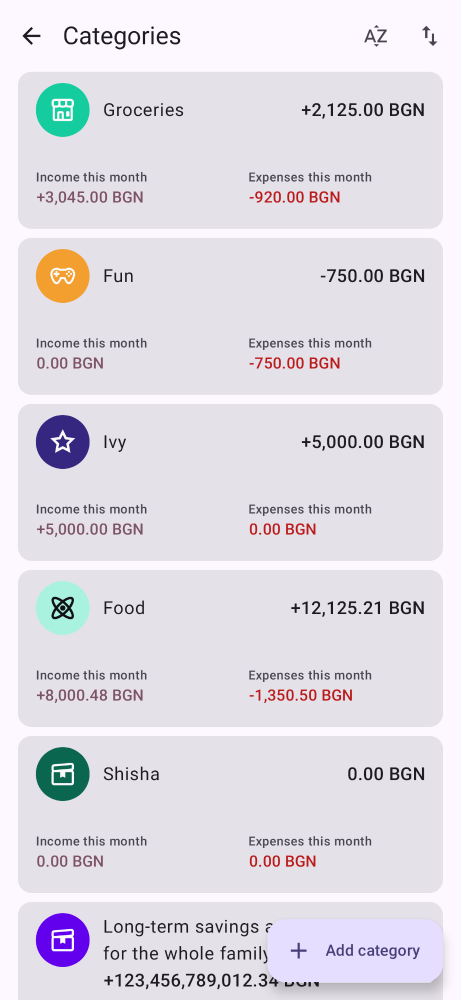 Categories
AZ
Groceries
+2,125.00 BGN
Income this month
Expenses this month
+3,045.00 BGN
-920.00 BGN
Fun
-750.00 BGN
Income this month
Expenses this month
0.00 BGN
-750.00 BGN
Ivy
+5,000.00 BGN
Income this month
Expenses this month
+5,000.00 BGN
0.00 BGN
Food
+12,125.21 BGN
Income this month
Expenses this month
+8,000.48 BGN
-1,350.50 BGN
Shisha
0.00 BGN
Income this month
Expenses this month
0.00 BGN
0.00 BGN
Long-term savings
for the whole family
+123,456,789,012.34 BGN
Add category